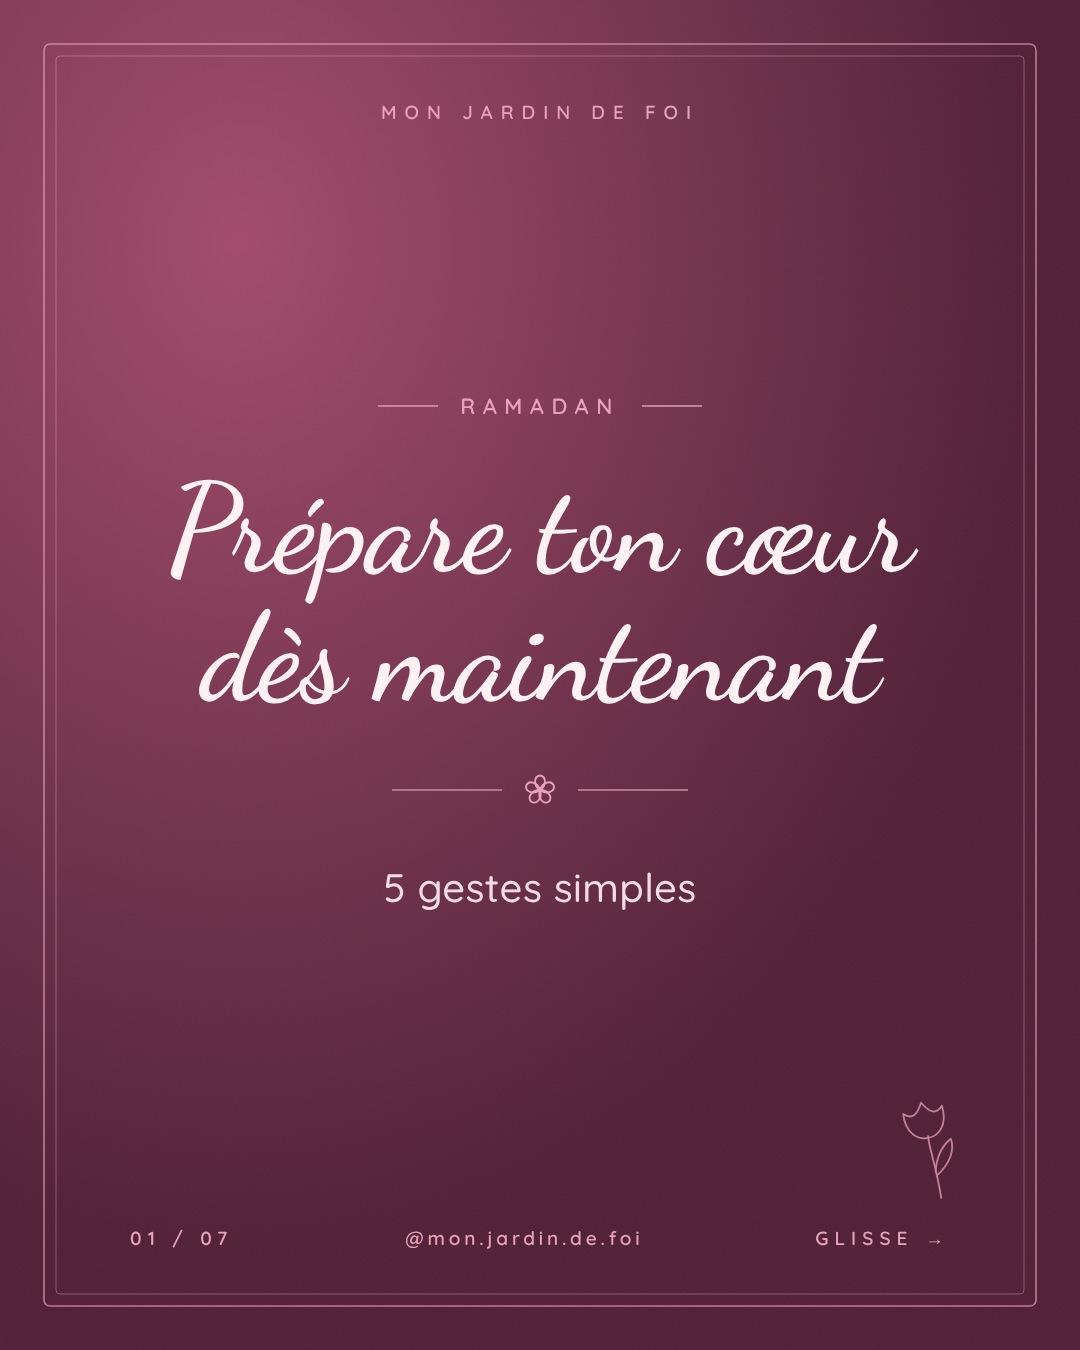 MON JARDIN DE FOI
RAMADAN
Prépare ton cœur
dès maintenant
5 gestes simples
01 / 07
@mon.jardin.de.foi
GLISSE →